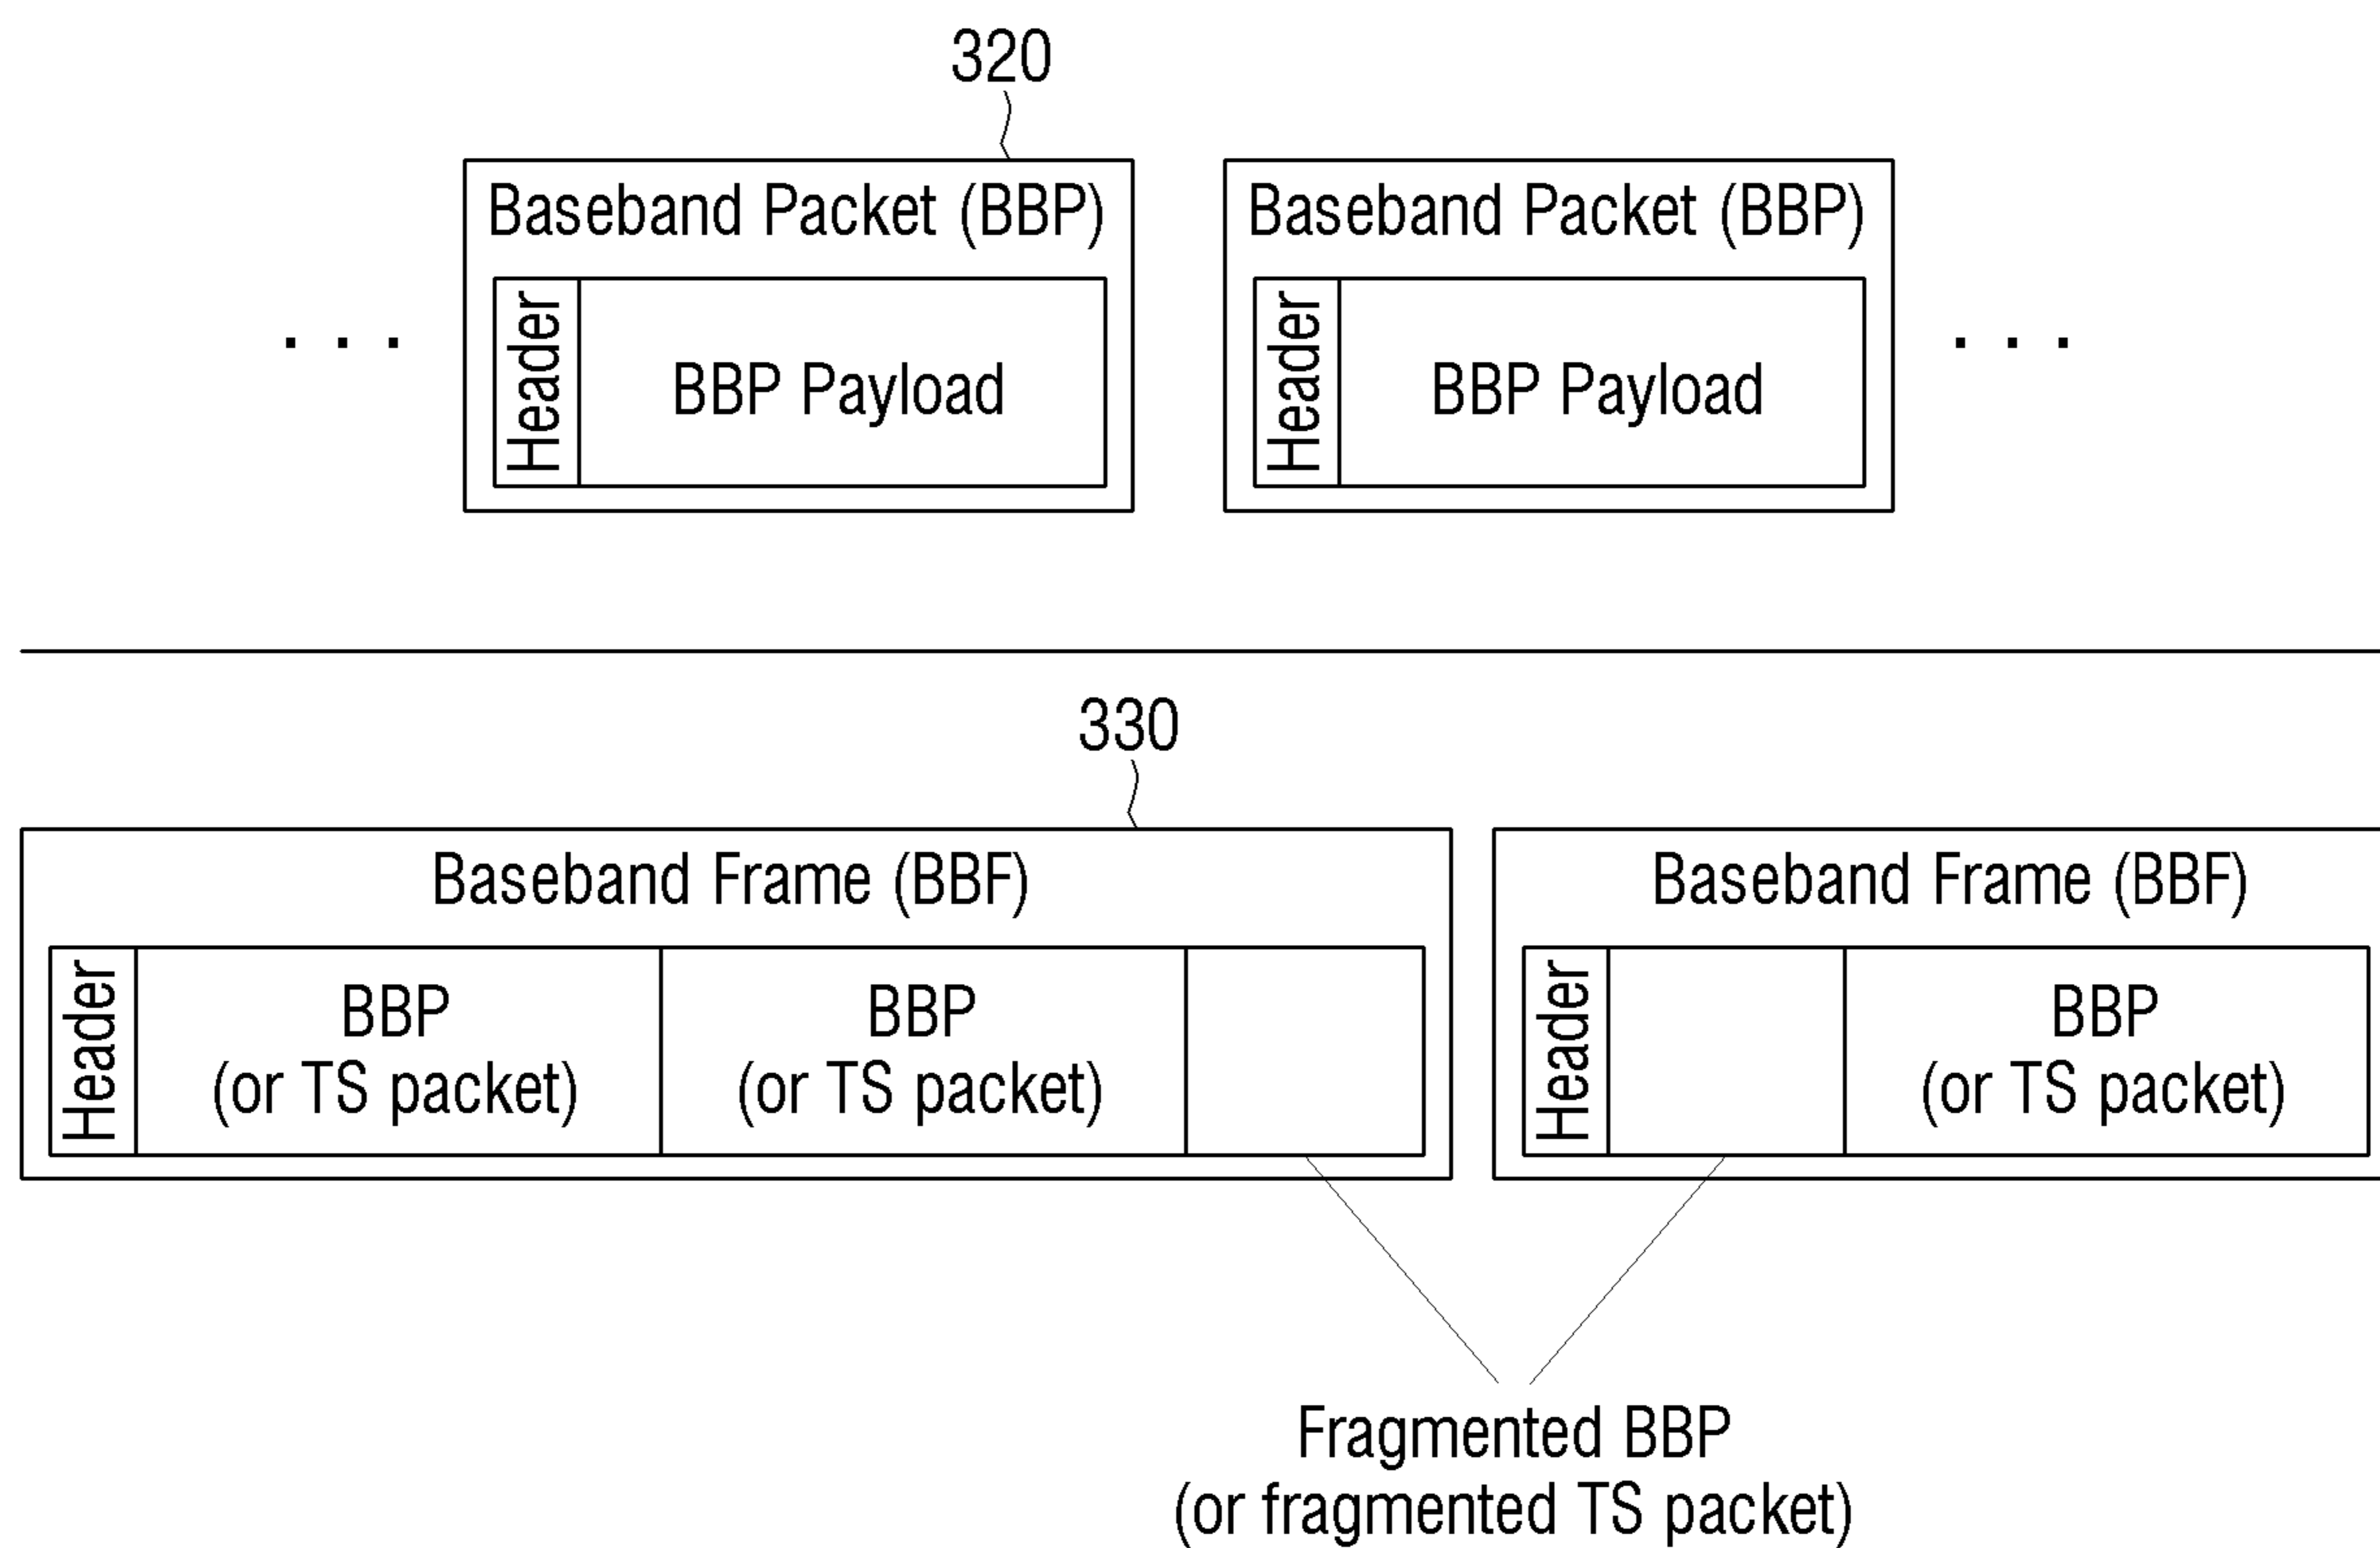 320
Baseband Packet (BBP)
Header
BBP Payload
Baseband Packet (BBP)
Header
BBP Payload
. . .
. . .
330
Baseband Frame (BBF)
Header
BBP
(or TS packet)
BBP
(or TS packet)
Baseband Frame (BBF)
Header
BBP
(or TS packet)
Fragmented BBP
(or fragmented TS packet)